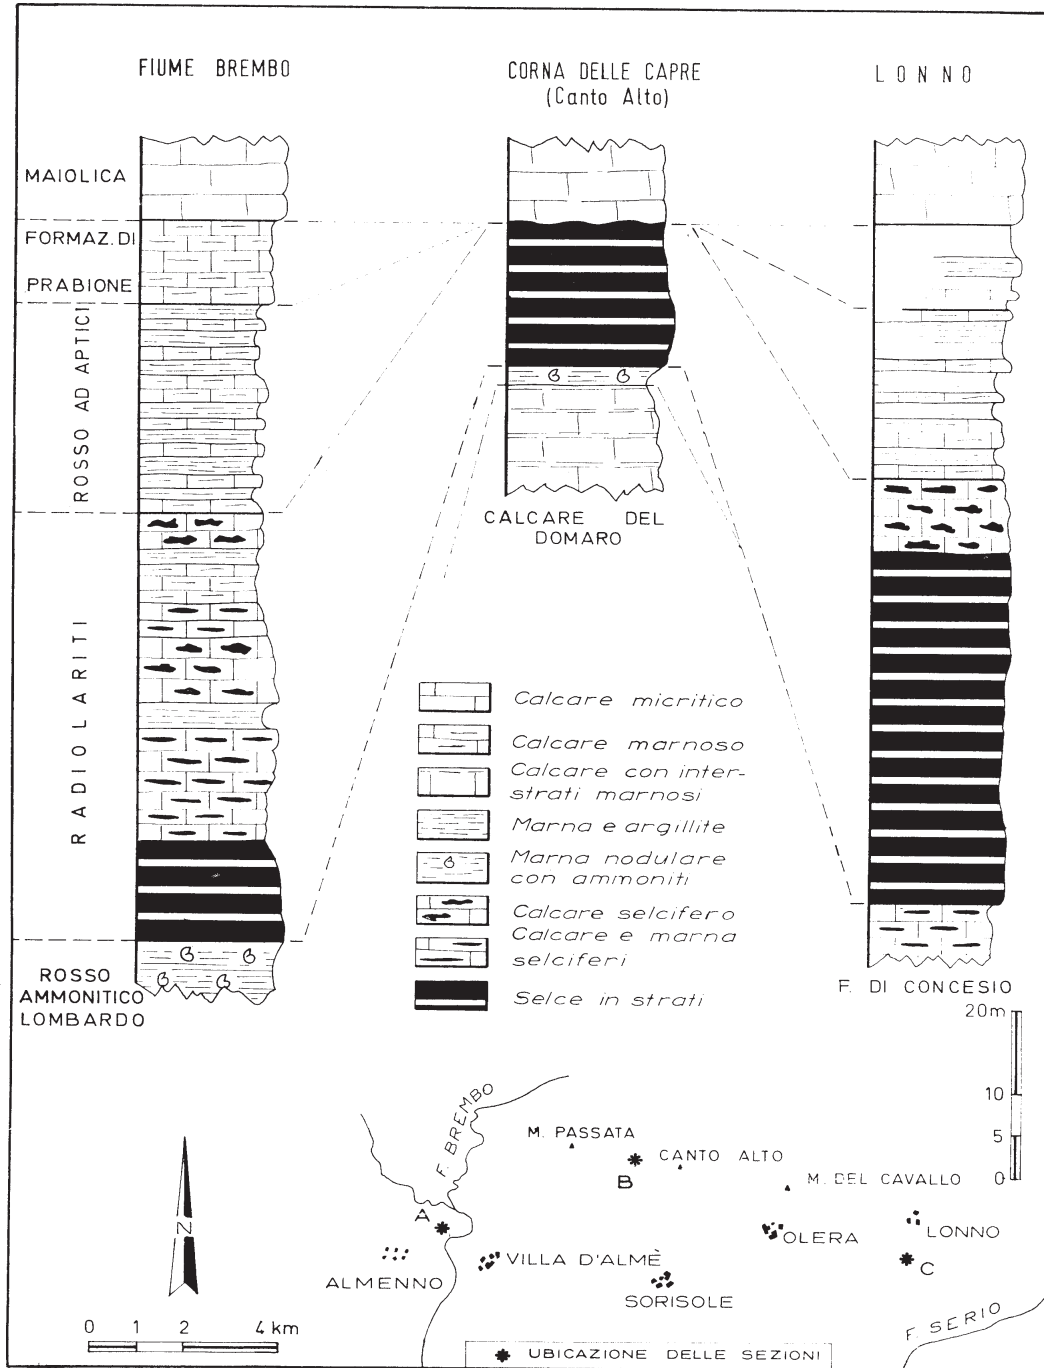 FIUME BREMBO
CORNA DELLE CAPRE
(Canto Alto)
LONNO
MAIOLICA
FORMAZ. DI
PRABIONE
ROSSO AD APTICI
RADIOLARITI
ROSSO
AMMONITICO
LOMBARDO
CALCARE DEL
DOMARO
Calcare micritico
Calcare marnoso
Calcare con inter-
strati marnosi
Marna e argillite
Marna nodulare
con ammoniti
Calcare selcifero
Calcare e marna
selciferi
Selce in strati
F. DI CONCESIO
20m
10
5
0
F. BREMBO
M. PASSATA
B
CANTO ALTO
M. DEL CAVALLO
A
N
ALMENNO
VILLA D'ALMÈ
SORISOLE
OLERA
LONNO
C
F. SERIO
0 1 2 4 km
UBICAZIONE DELLE SEZIONI